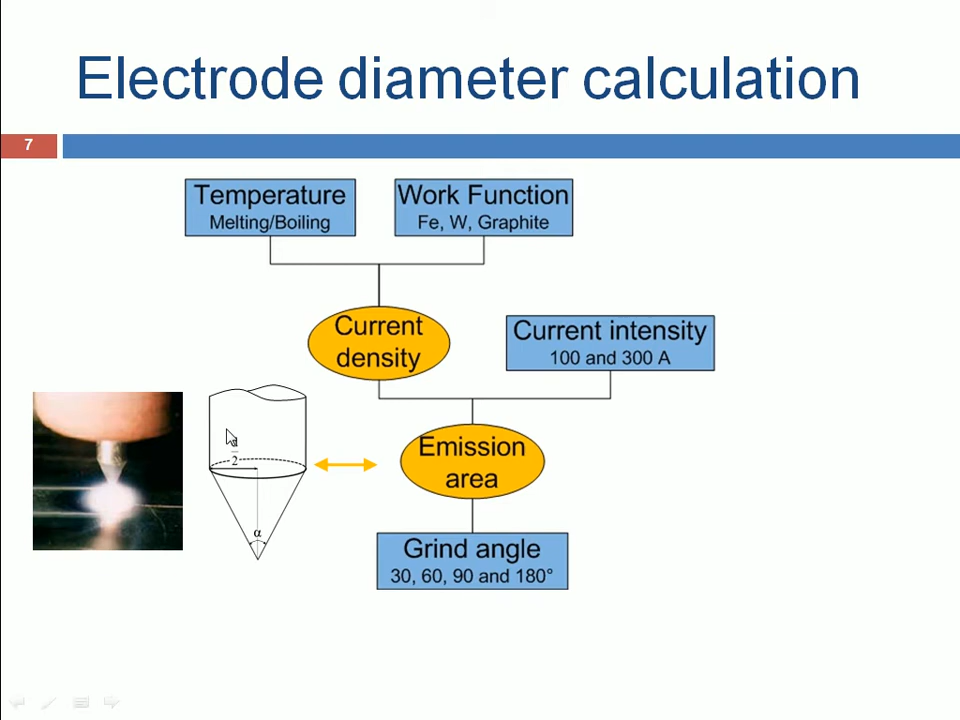 Electrode diameter calculation
7
Temperature
Melting/Boiling
Work Function
Fe, W, Graphite
Current
density
Current intensity
100 and 300 A
d
2
α
Emission
area
Grind angle
30, 60, 90 and 180°